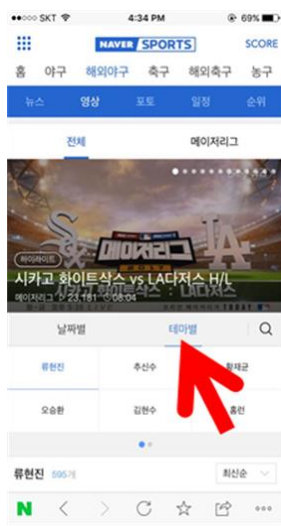 ●●○○○ SKT 4:34 PM 69%
NAVER SPORTS SCORE
홈 야구 해외야구 축구 해외축구 농구
뉴스 영상 포토 일정 순위
전체 메이저리그
메이저리그
2017
LA
하이라이트
시카고 화이트삭스 vs LA다저스 H/L
메이저리그 ▷ 23,181 08:04
날짜별 테마별
류현진 추신수 황재균
오승환 김현수 홈런
류현진 595개 최신순
N